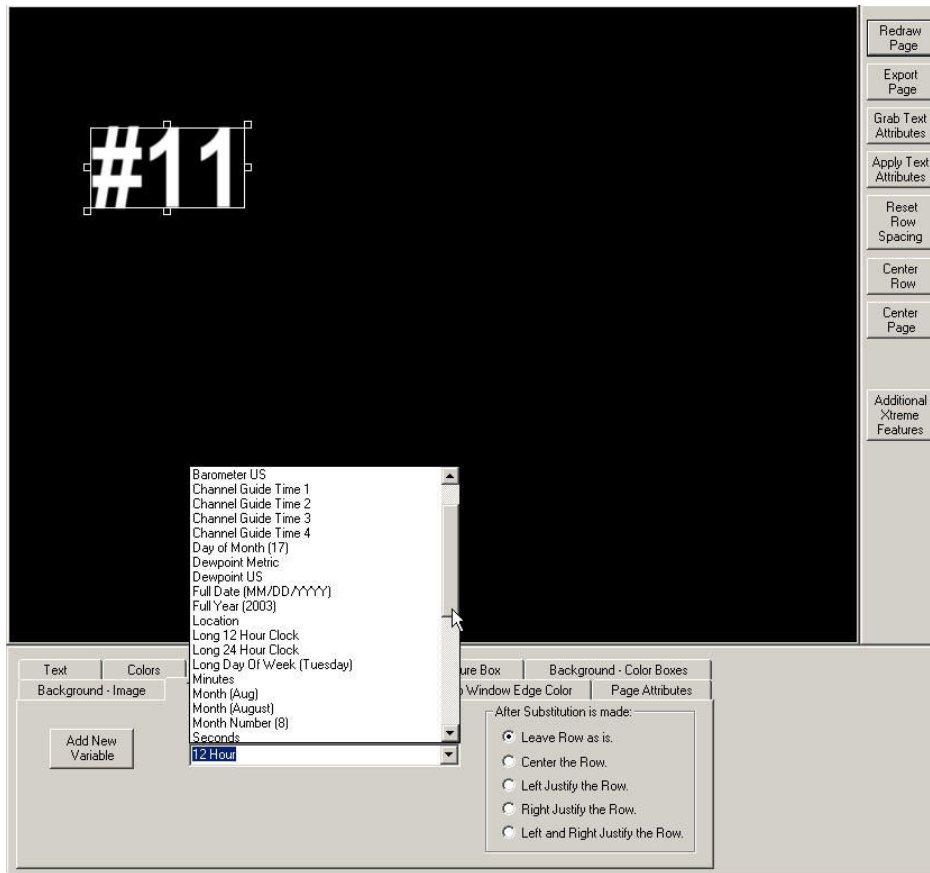 #11
Redraw
Page
Export
Page
Grab Text
Attributes
Apply Text
Attributes
Reset
Row
Spacing
Center
Row
Center
Page
Additional
Xtreme
Features
Barometer US
Channel Guide Time 1
Channel Guide Time 2
Channel Guide Time 3
Channel Guide Time 4
Day of Month (17)
Dewpoint Metric
Dewpoint US
Full Date (MM/DD/YYYY)
Full Year (2003)
Location
Long 12 Hour Clock
Long 24 Hour Clock
Long Day Of Week (Tuesday)
Minutes
Month (Aug)
Month (August)
Month Number (8)
Seconds
12 Hour
Text
Colors
Box
Background - Color Boxes
Background - Image
Window Edge Color
Page Attributes
Add New
Variable
After Substitution is made:
Leave Row as is.
Center the Row.
Left Justify the Row.
Right Justify the Row.
Left and Right Justify the Row.